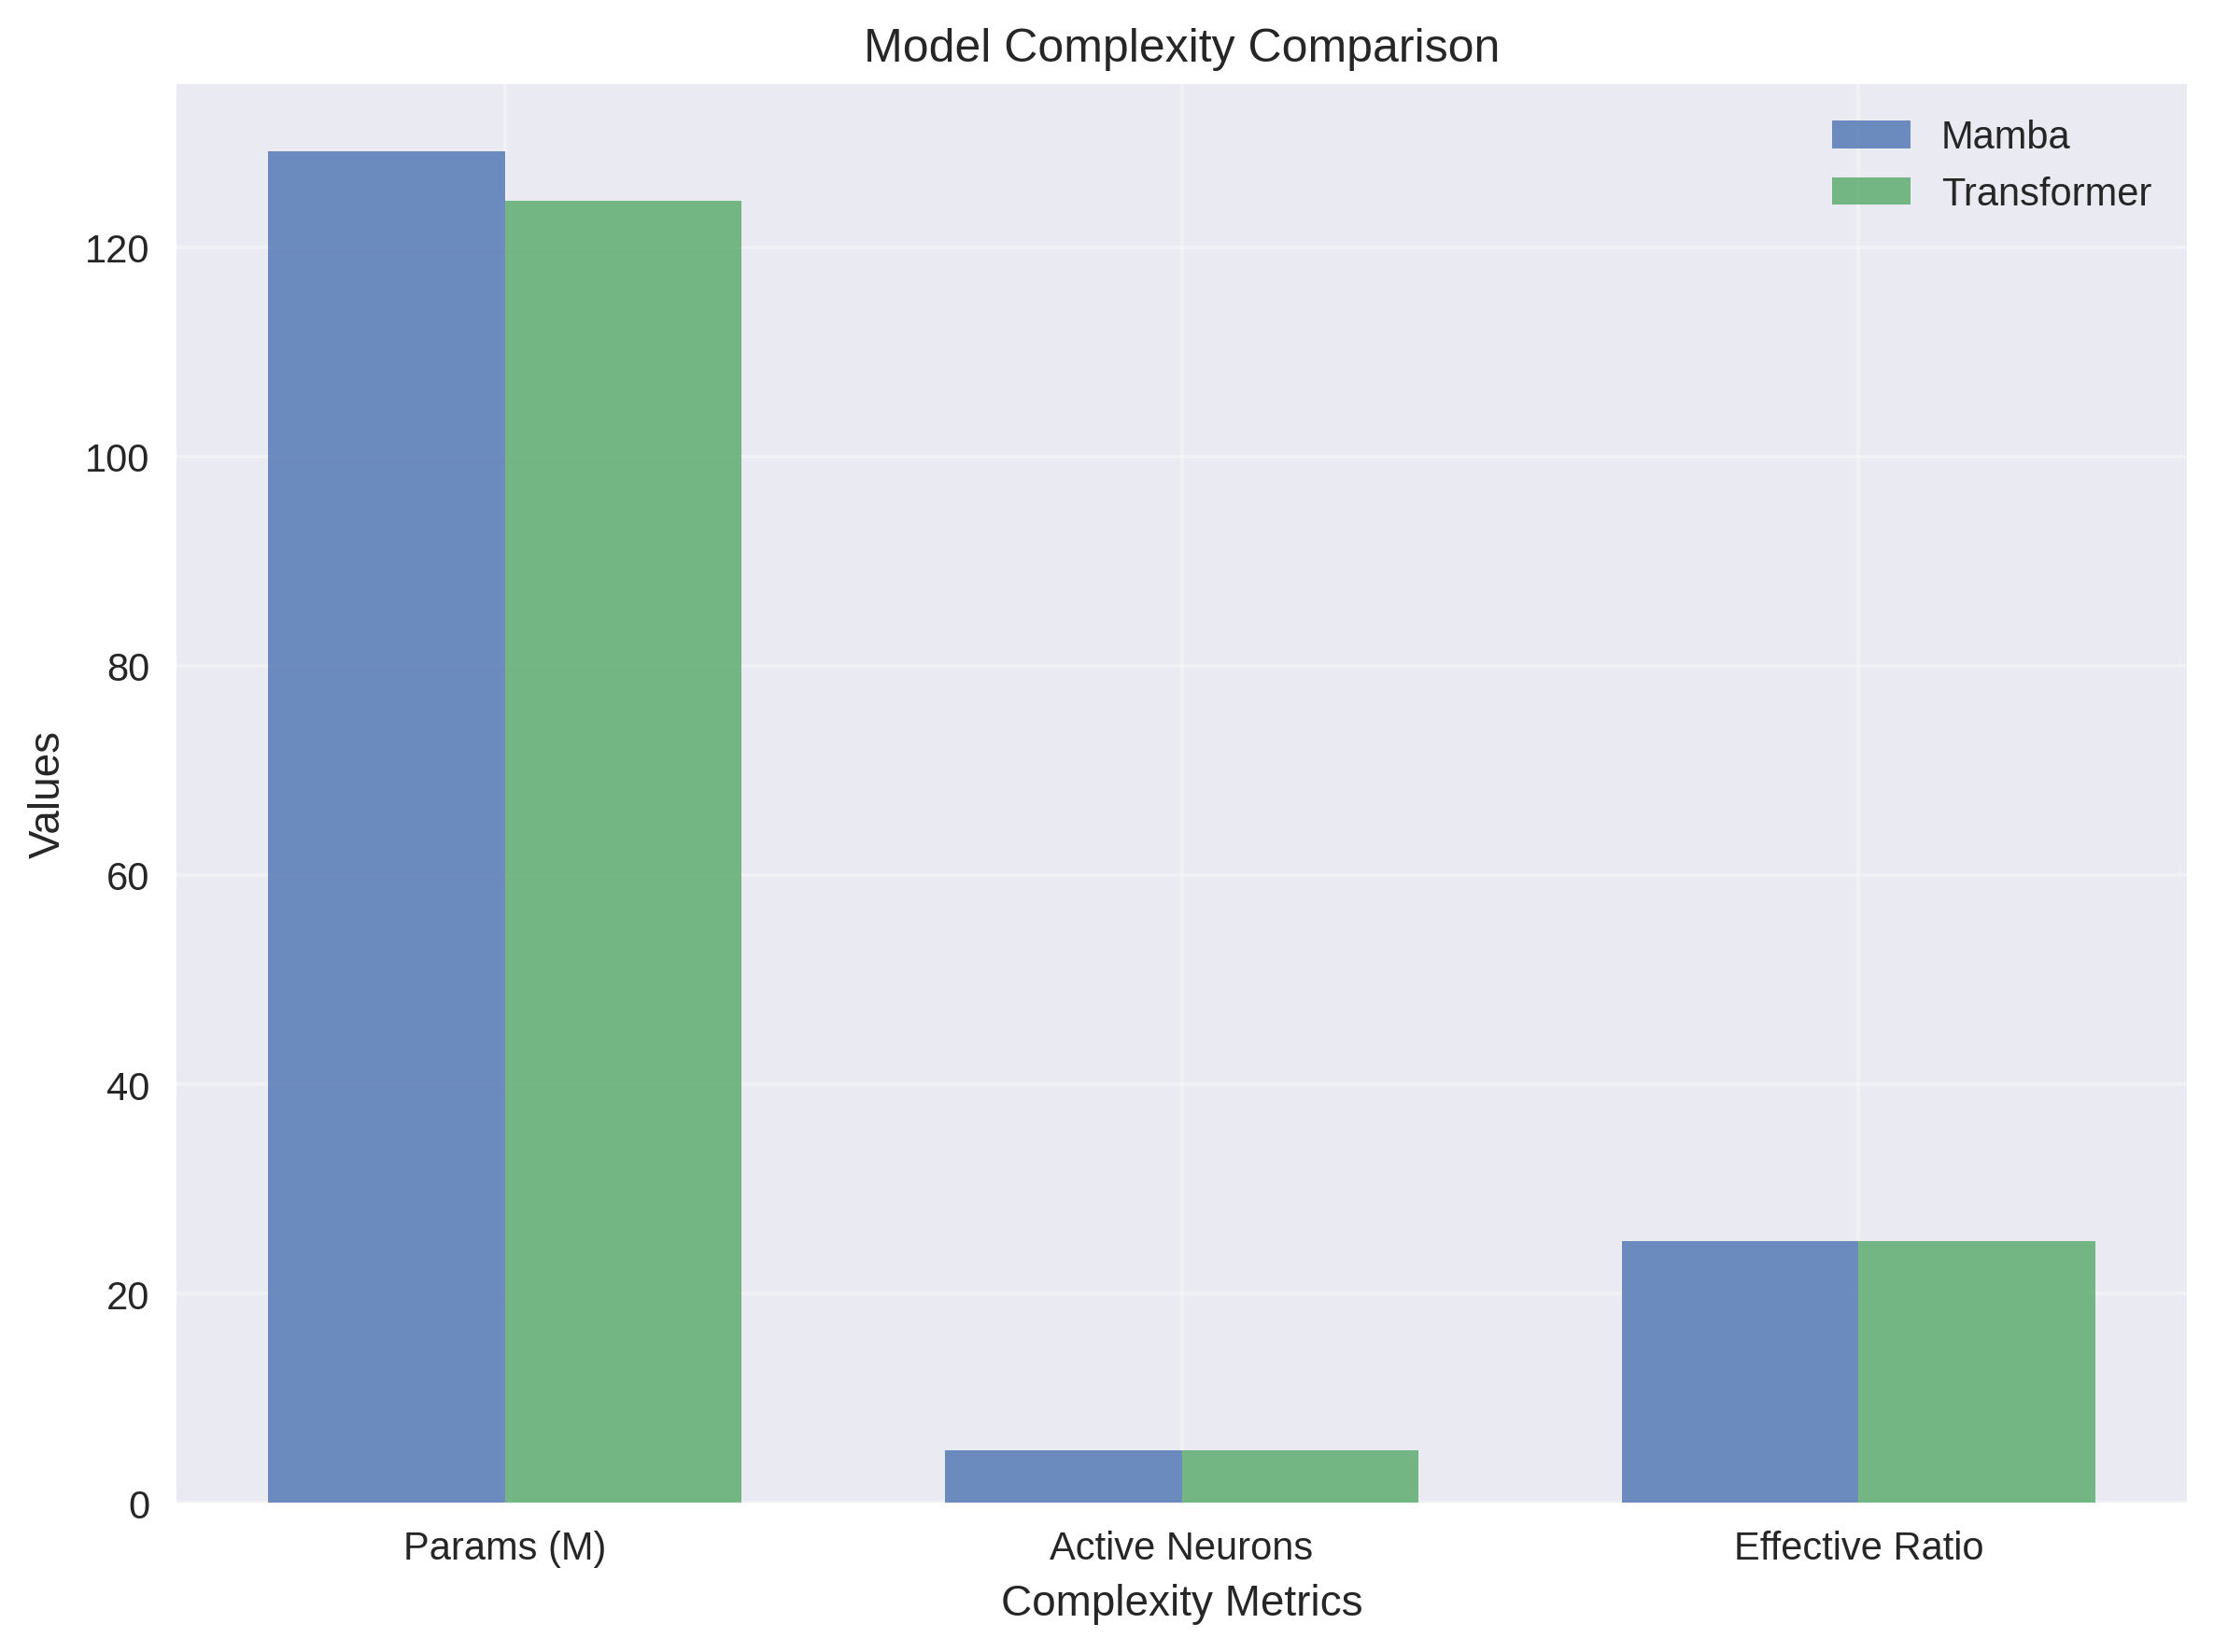 Model Complexity Comparison
Mamba
Transformer
120
100
80
60
40
20
0
Values
Params (M)
Active Neurons
Effective Ratio
Complexity Metrics